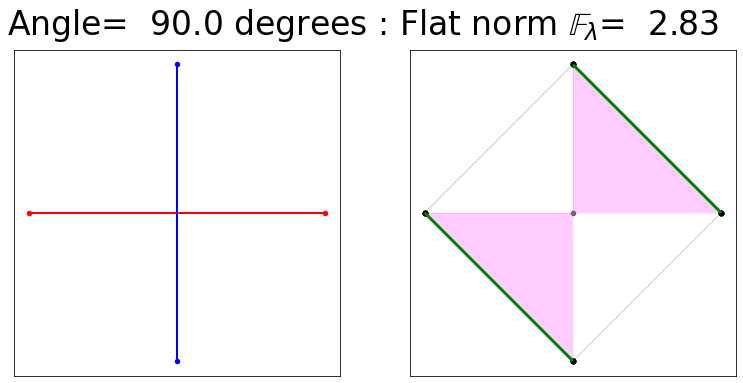 Angle=  90.0 degrees : Flat norm 𝔽λ=  2.83